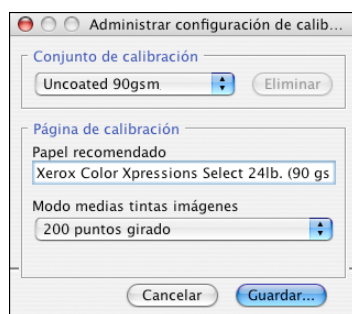 Administrar configuración de calib...
Conjunto de calibración
Uncoated 90gsm
Eliminar
Página de calibración
Papel recomendado
Xerox Color Xpressions Select 24lb. (90 gs
Modo medias tintas imágenes
200 puntos girado
Cancelar
Guardar...